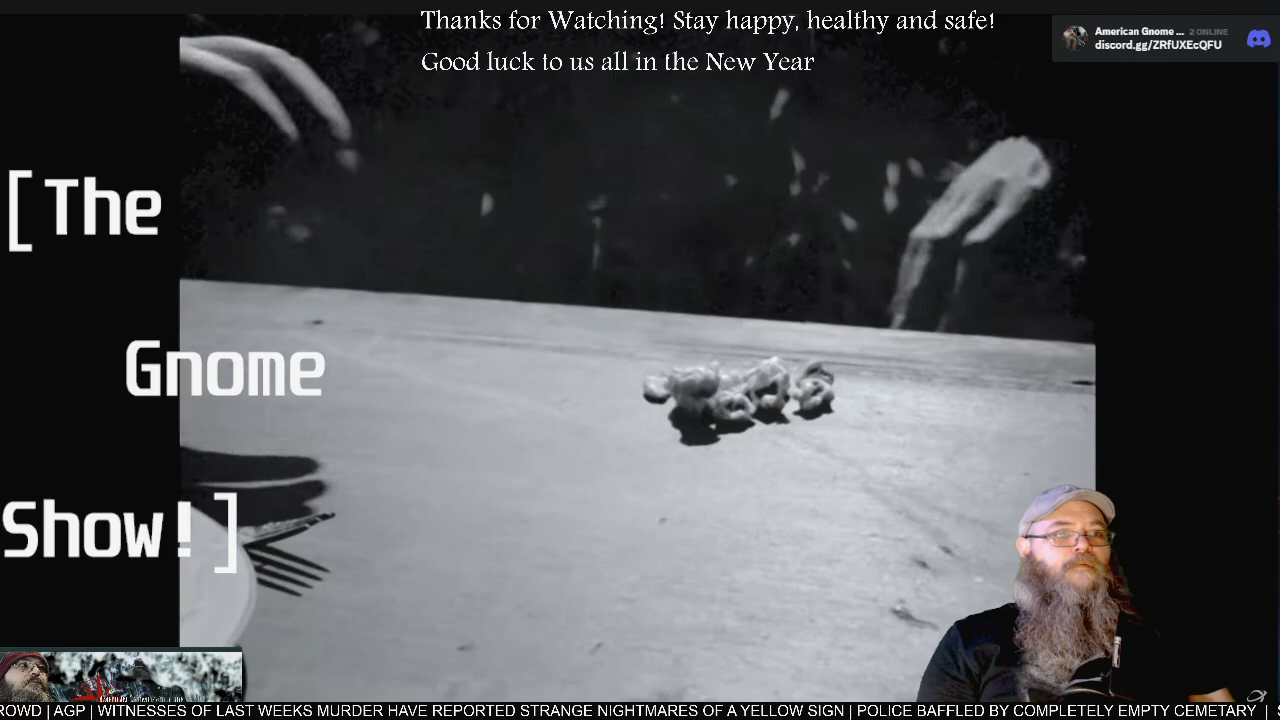 Thanks for Watching! Stay happy, healthy and safe!
Good luck to us all in the New Year
American Gnome ... 2 ONLINE
discord.gg/ZRfUXEcQFU
[The
Gnome
Show!]
ROWD | AGP | WITNESSES OF LAST WEEKS MURDER HAVE REPORTED STRANGE NIGHTMARES OF A YELLOW SIGN | POLICE BAFFLED BY COMPLETELY EMPTY CEMETARY |